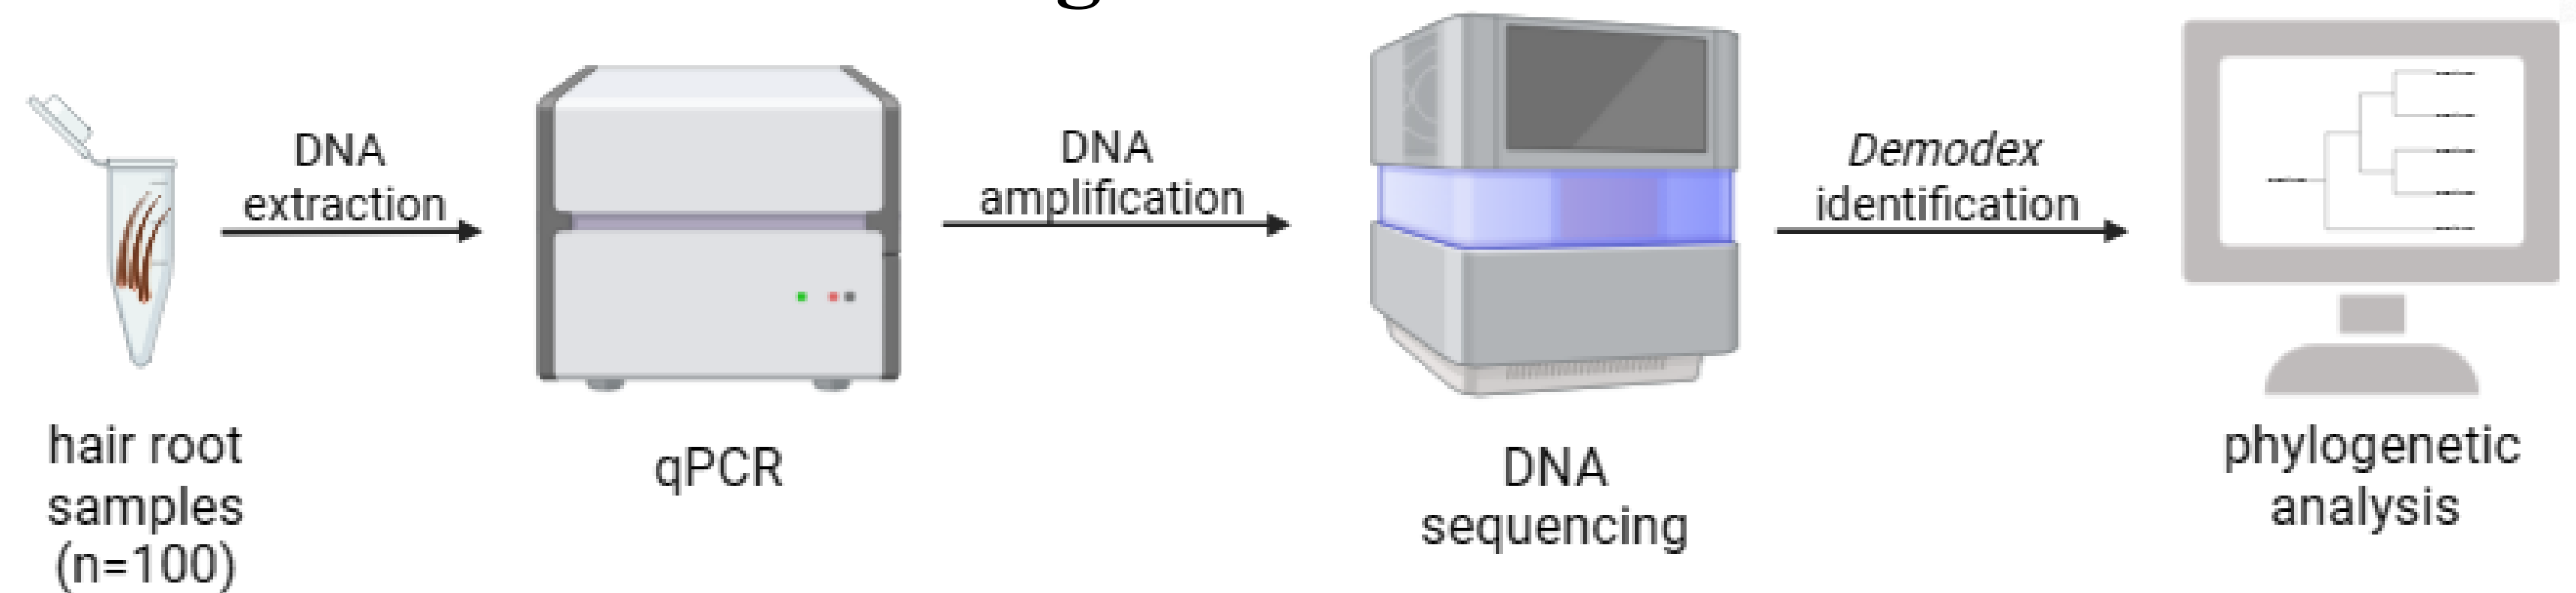 DNA
extraction
DNA
amplification
Demodex
identification
hair root
samples
(n=100)
qPCR
DNA
sequencing
phylogenetic
analysis